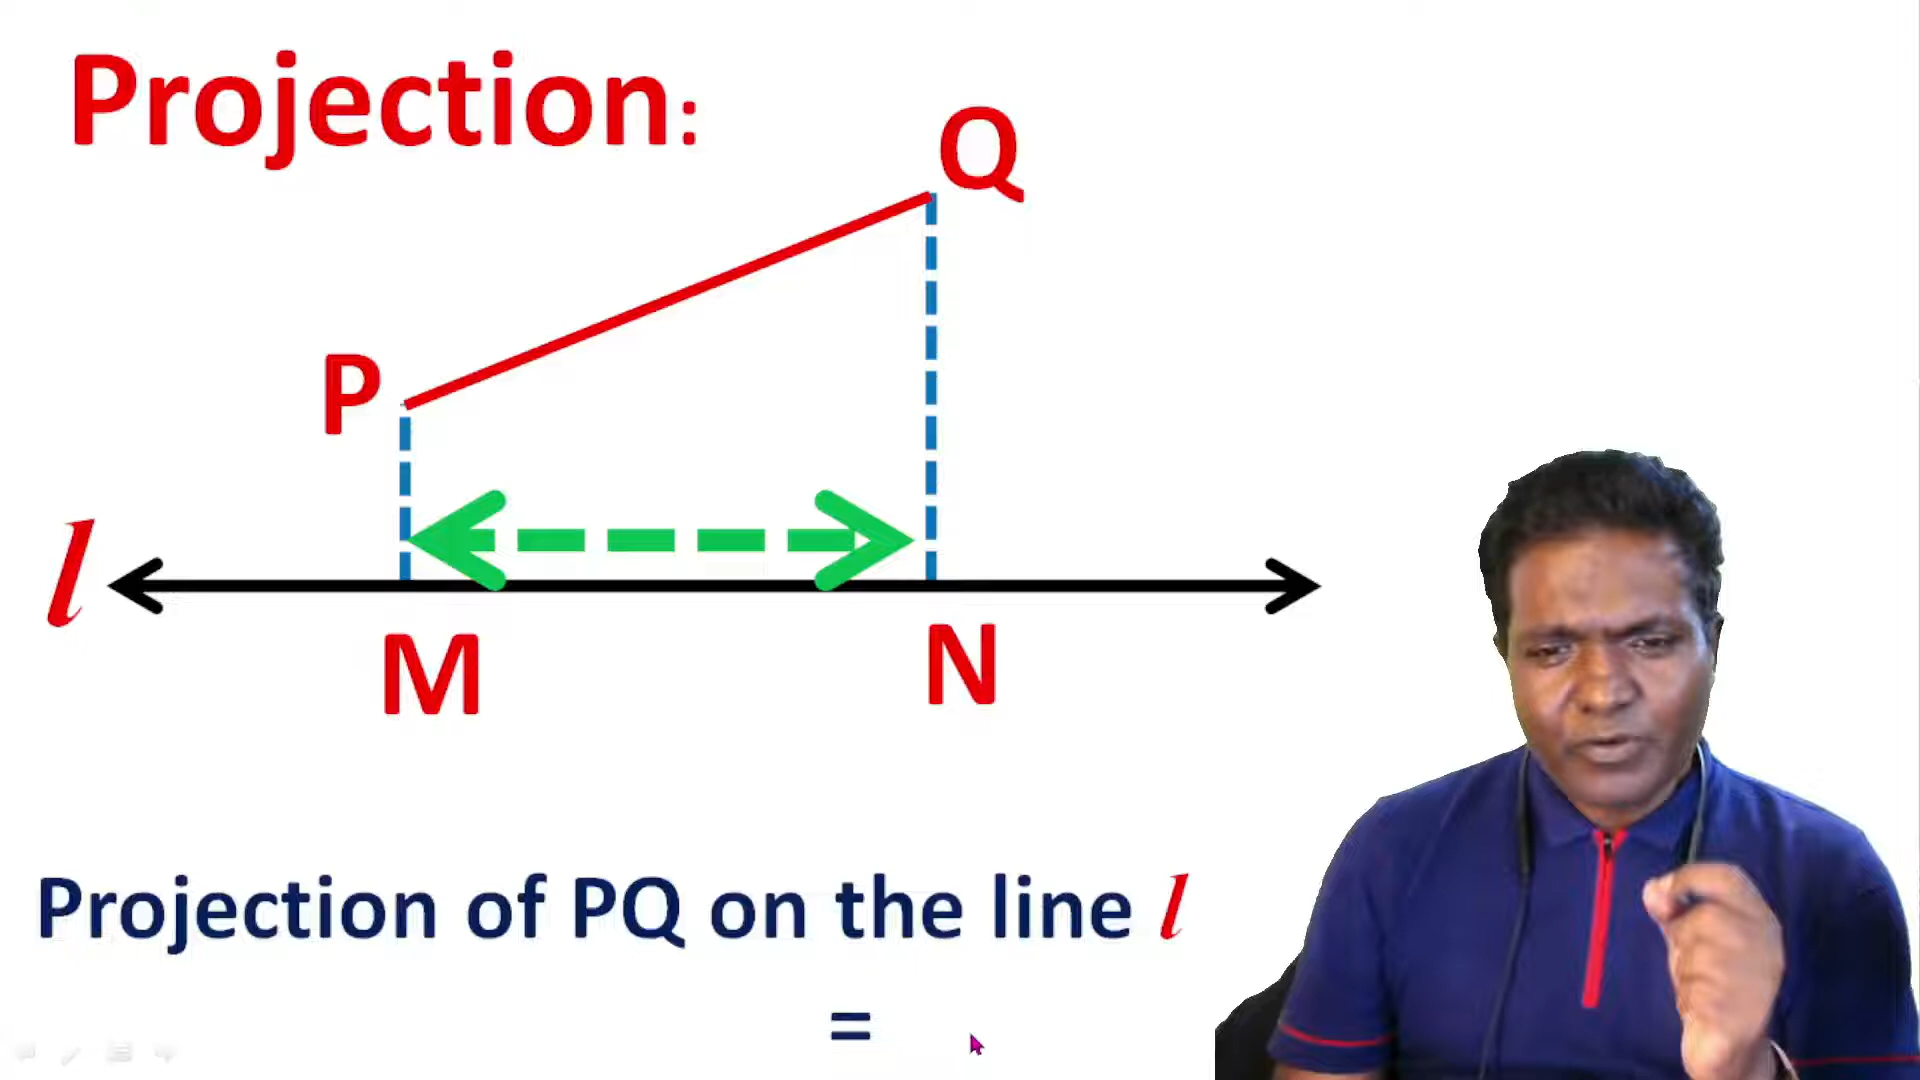 Projection:
Q
P
l
M
N
Projection of PQ on the line l
=